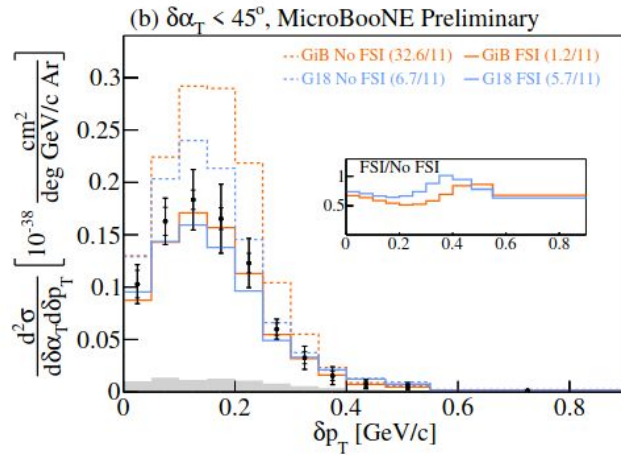 (b) δα_T < 45°, MicroBooNE Preliminary
GiB No FSI (32.6/11) GiB FSI (1.2/11)
G18 No FSI (6.7/11) G18 FSI (5.7/11)
0.3
0.25
0.2
0.15
0.1
0.05
0
d²σ/dδα_T dδp_T [10⁻³⁸ cm²/deg GeV/c Ar]
FSI/No FSI
1
0.5
0 0.2 0.4 0.6 0.8
0 0.2 0.4 0.6 0.8
δp_T [GeV/c]